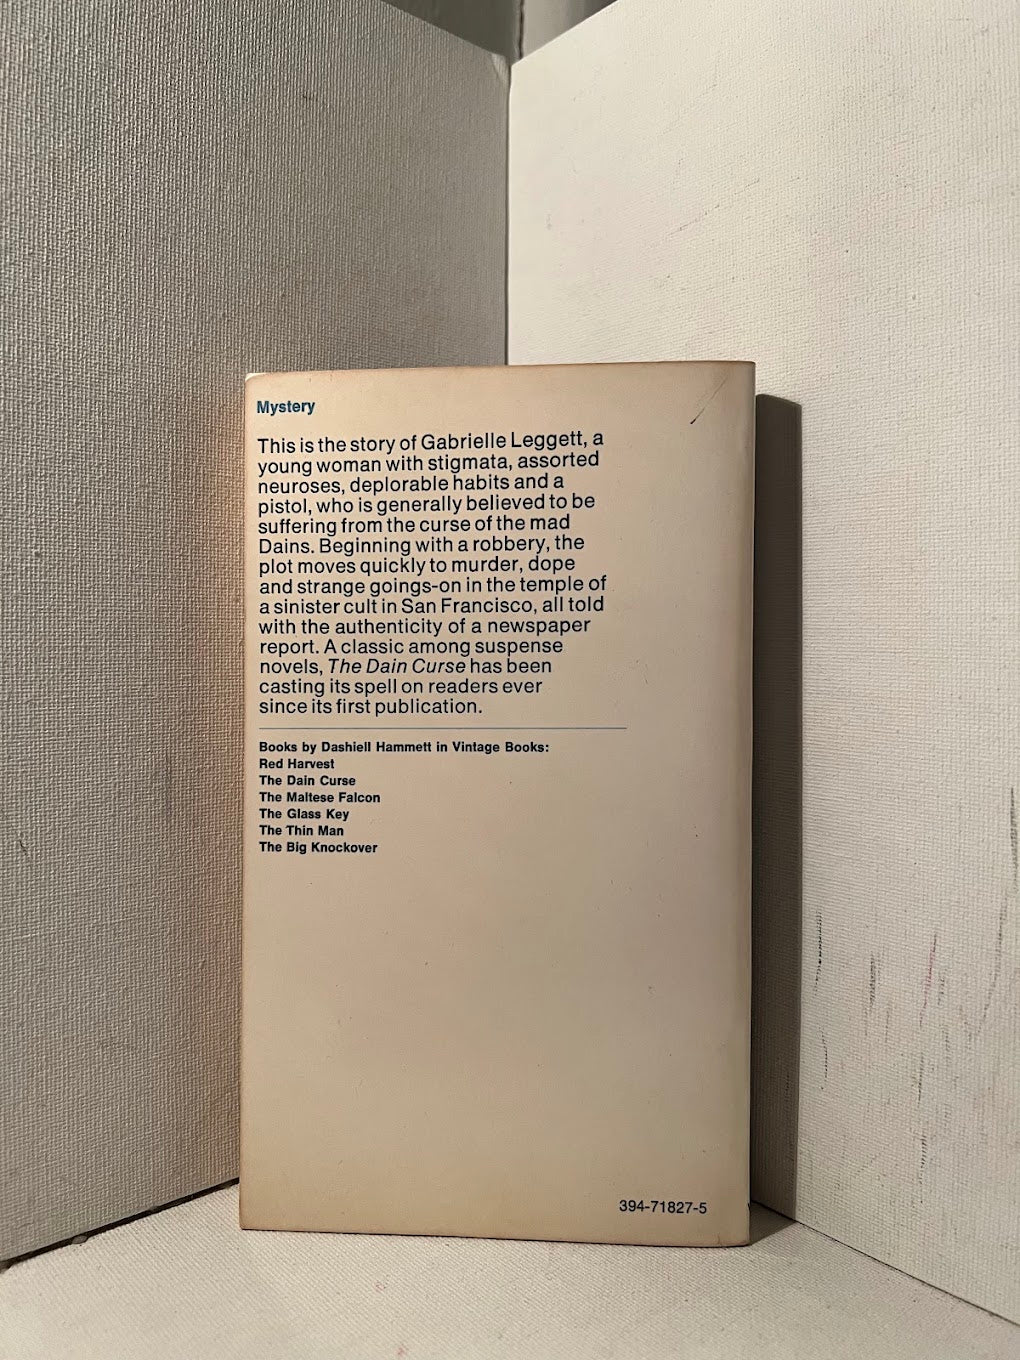 Mystery
This is the story of Gabrielle Leggett, a
young woman with stigmata, assorted
neuroses, deplorable habits and a
pistol, who is generally believed to be
suffering from the curse of the mad
Dains. Beginning with a robbery, the
plot moves quickly to murder, dope
and strange goings-on in the temple of
a sinister cult in San Francisco, all told
with the authenticity of a newspaper
report. A classic among suspense
novels, The Dain Curse has been
casting its spell on readers ever
since its first publication.
Books by Dashiell Hammett in Vintage Books:
Red Harvest
The Dain Curse
The Maltese Falcon
The Glass Key
The Thin Man
The Big Knockover
394-71827-5